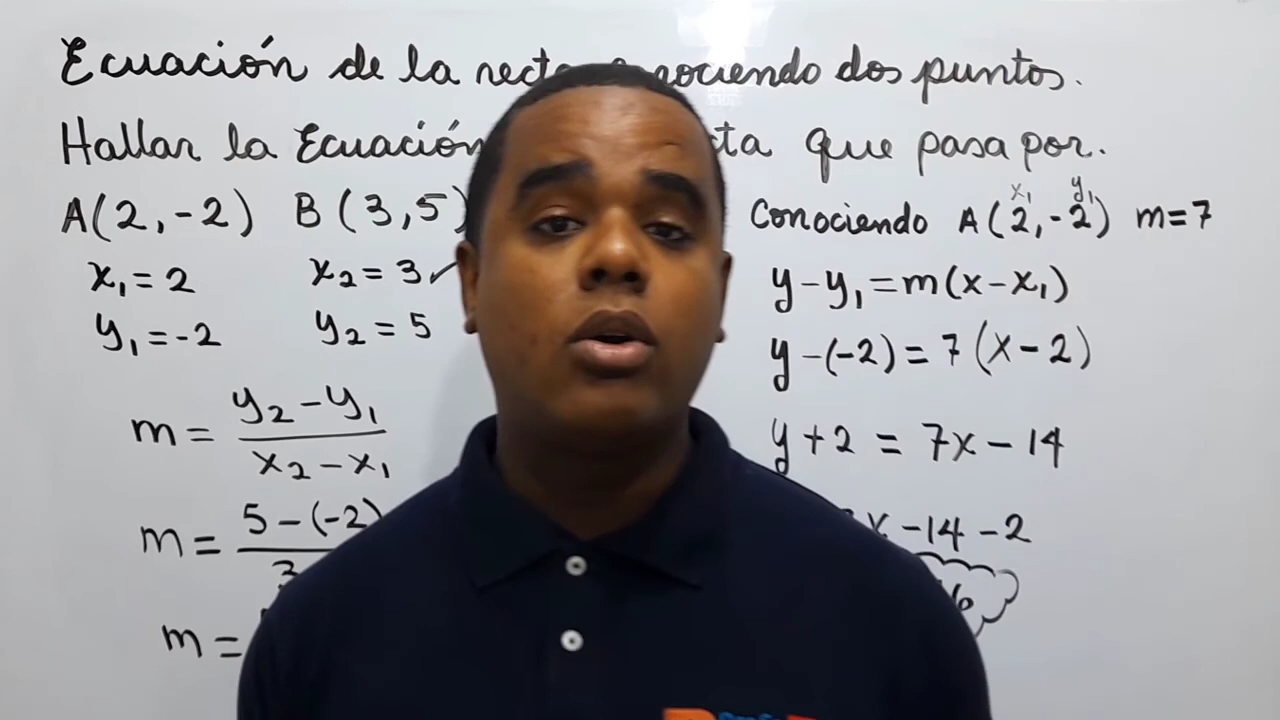 Ecuación de la recta conociendo dos puntos.
Hallar la Ecuación que pasa por.
A(2,-2) B(3,5)
x₁ = 2 x₂ = 3 ✓
y₁ = -2 y₂ = 5
m = y₂ - y₁
x₂ - x₁
m = 5 - (-2)
3
m =
x₁ y₁
Conociendo A(2,-2) m=7
y - y₁ = m(x - x₁)
y - (-2) = 7(x - 2)
y + 2 = 7x - 14
x - 14 - 2